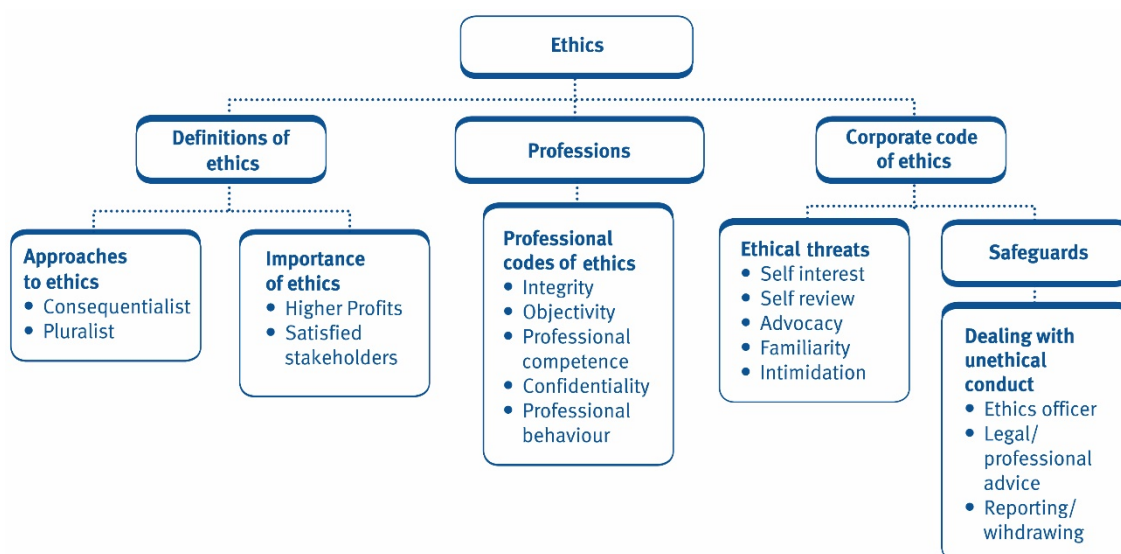 Ethics
Definitions of
ethics
Professions
Corporate code
of ethics
Approaches
to ethics
• Consequentialist
• Pluralist
Importance
of ethics
• Higher Profits
• Satisfied
stakeholders
Professional
codes of ethics
• Integrity
• Objectivity
• Professional
competence
• Confidentiality
• Professional
behaviour
Ethical threats
• Self interest
• Self review
• Advocacy
• Familiarity
• Intimidation
Safeguards
Dealing with
unethical
conduct
• Ethics officer
• Legal/
professional
advice
• Reporting/
wihdrawing